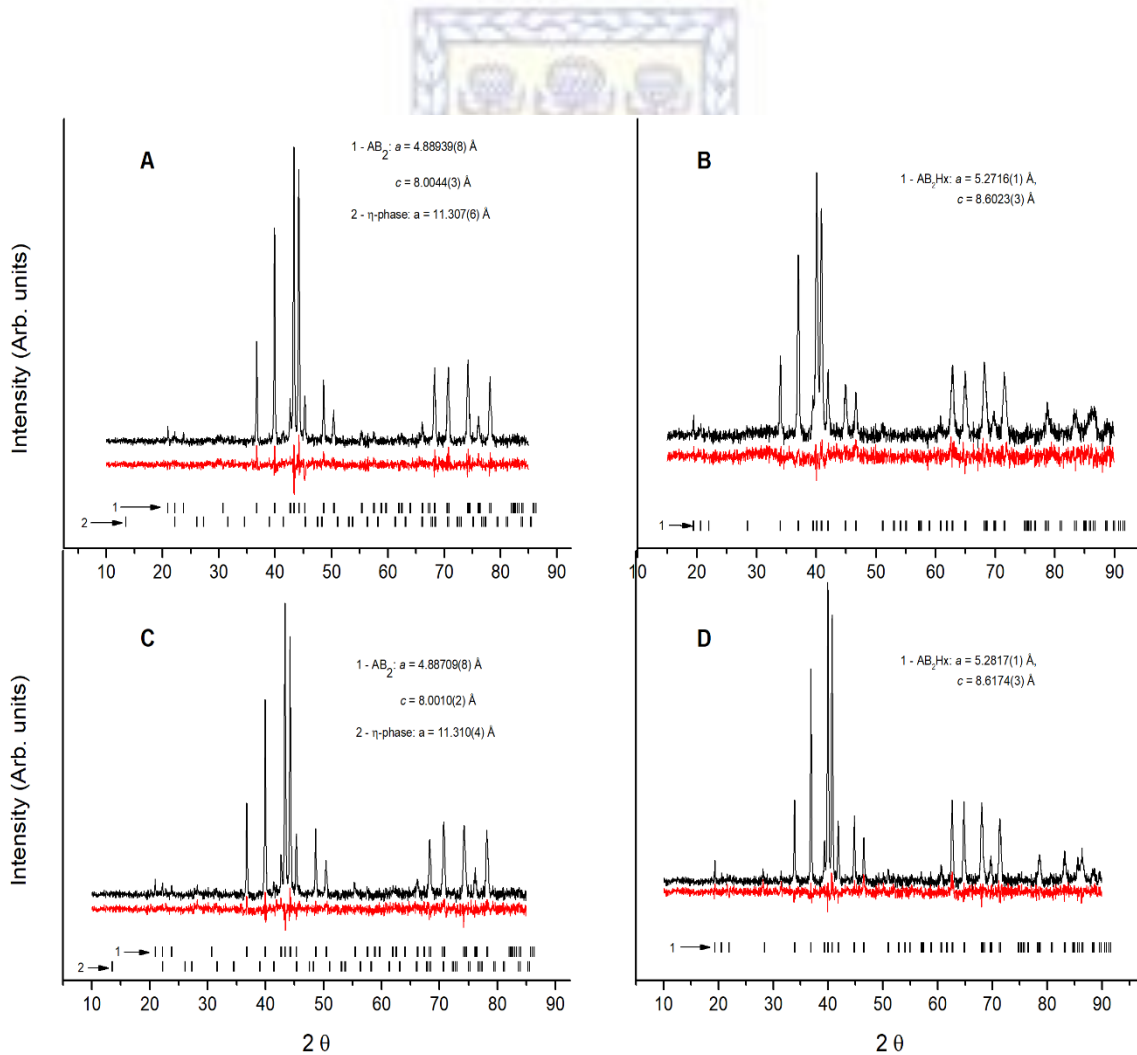 A
1 - AB2: a = 4.88939(8) Å
c = 8.0044(3) Å
2 - η-phase: a = 11.307(6) Å
Intensity (Arb. units)
1
2
10 20 30 40 50 60 70 80 90
B
1 - AB2Hx: a = 5.2716(1) Å,
c = 8.6023(3) Å
1
10 20 30 40 50 60 70 80 90
C
1 - AB2: a = 4.88709(8) Å
c = 8.0010(2) Å
2 - η-phase: a = 11.310(4) Å
Intensity (Arb. units)
1
2
10 20 30 40 50 60 70 80 90
2 θ
D
1 - AB2Hx: a = 5.2817(1) Å,
c = 8.6174(3) Å
1
10 20 30 40 50 60 70 80 90
2 θ